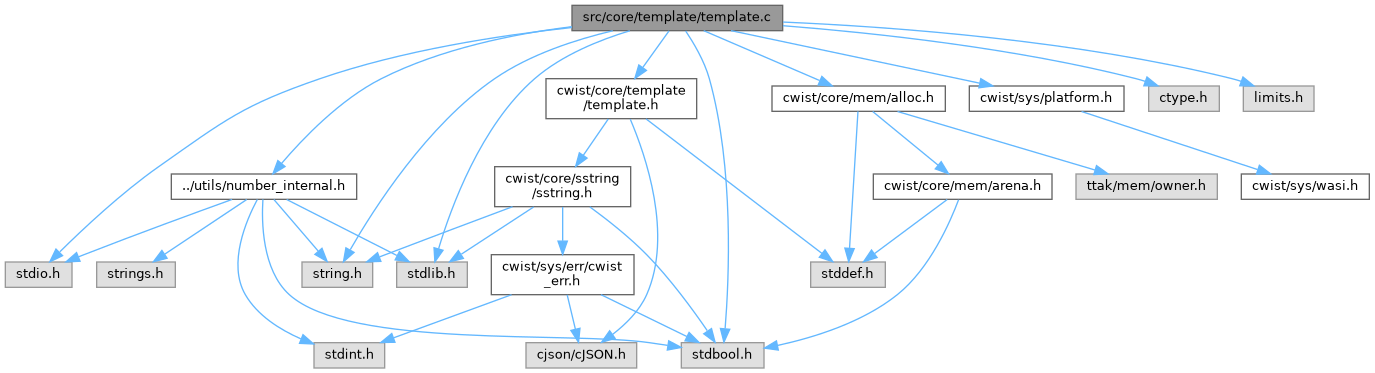 src/core/template/template.c
cwist/core/template
/template.h
cwist/core/mem/alloc.h
cwist/sys/platform.h
ctype.h
limits.h
../utils/number_internal.h
cwist/core/sstring
/sstring.h
cwist/core/mem/arena.h
ttak/mem/owner.h
cwist/sys/wasi.h
stdio.h
strings.h
string.h
stdlib.h
cwist/sys/err/cwist
_err.h
stddef.h
stdint.h
cjson/cJSON.h
stdbool.h